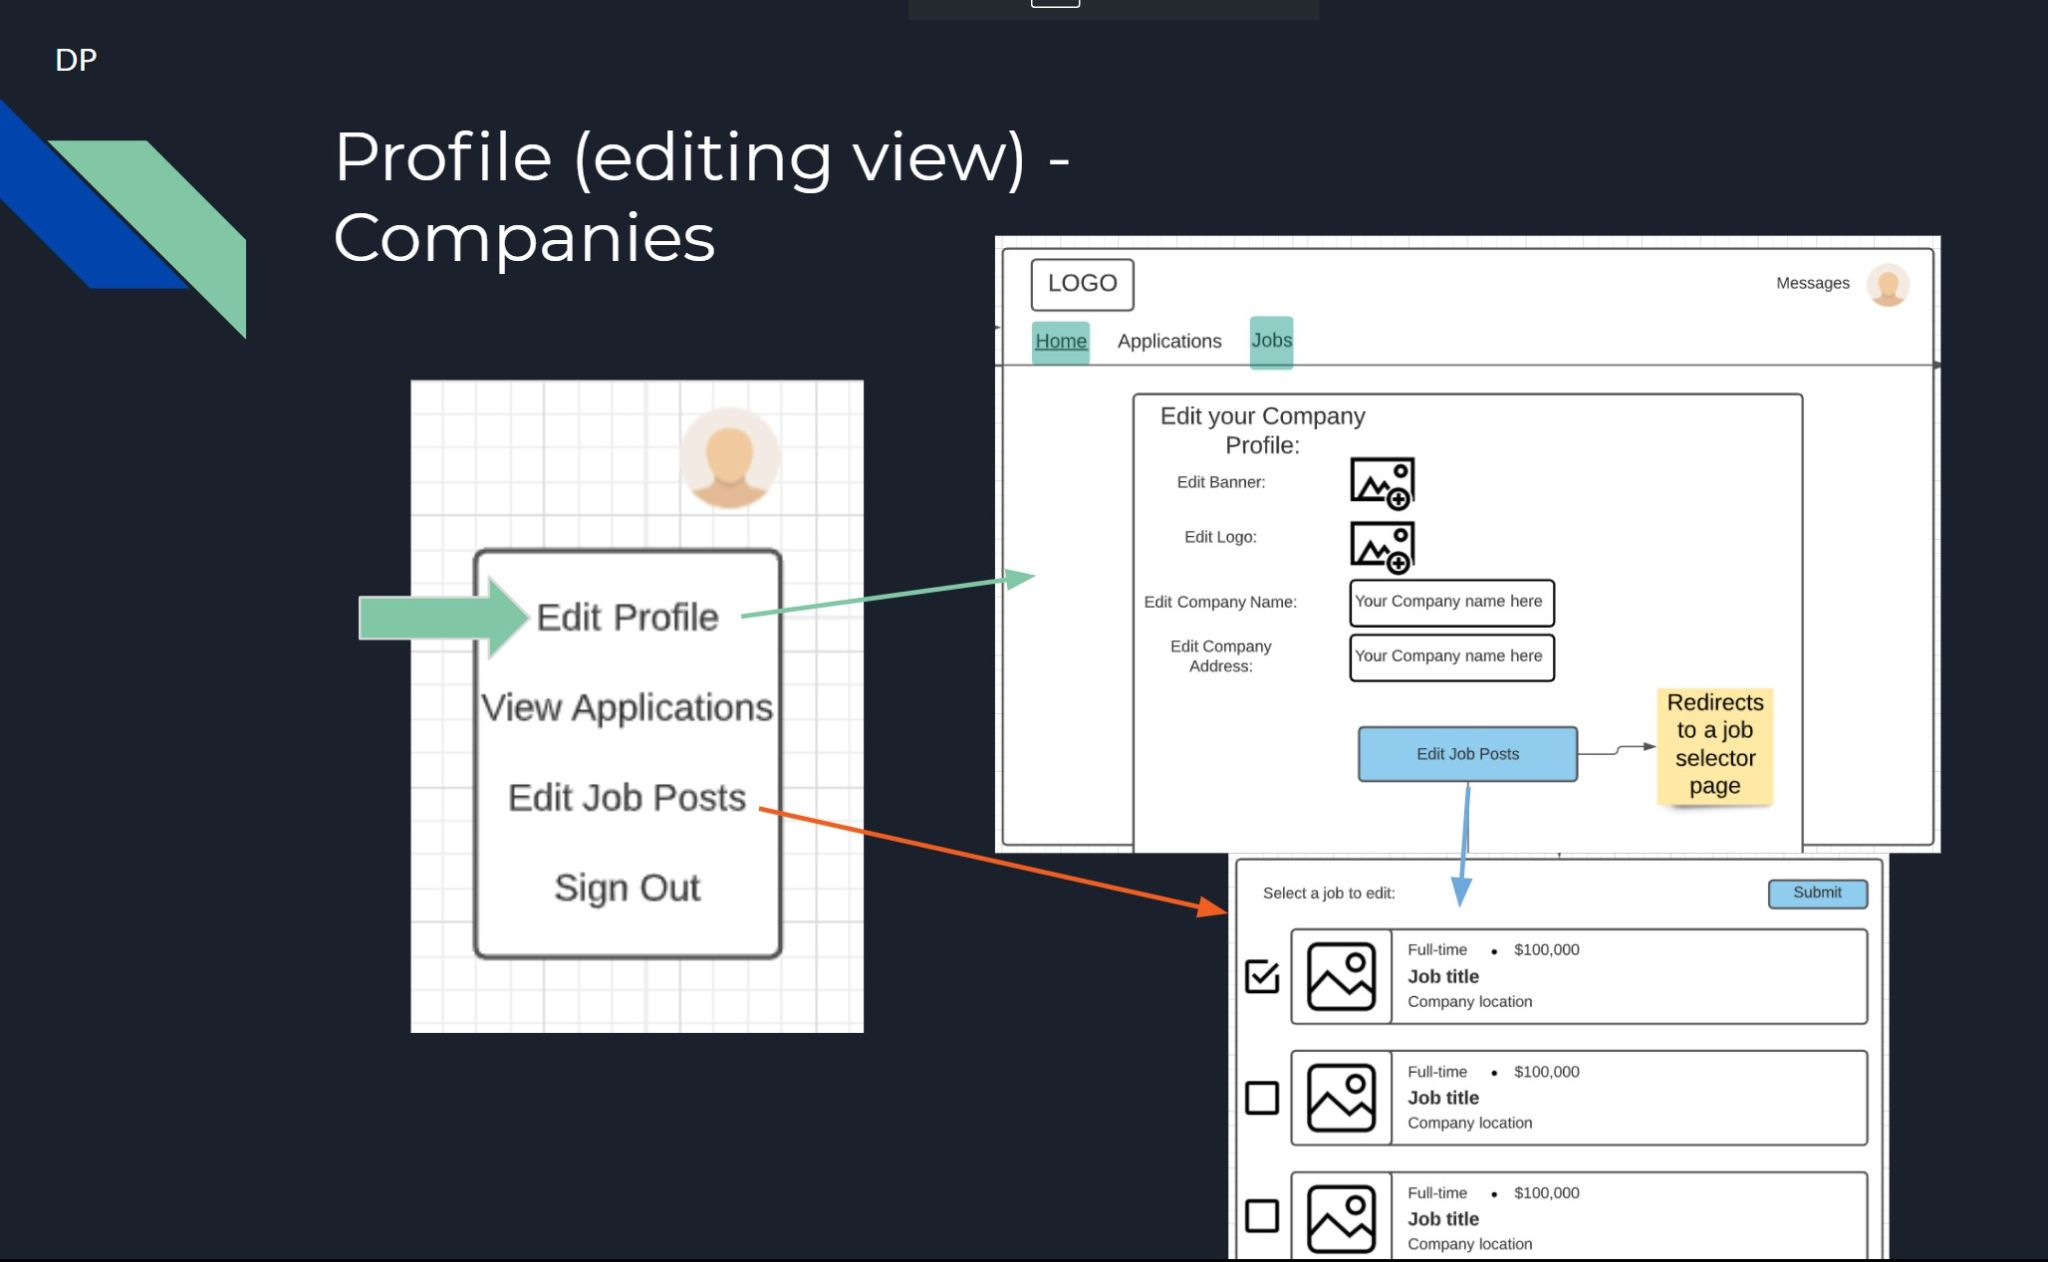 DP
Profile (editing view) -
Companies
Edit Profile
View Applications
Edit Job Posts
Sign Out
LOGO
Messages
Home
Applications
Jobs
Edit your Company
Profile:
Edit Banner:
Edit Logo:
Edit Company Name:
Your Company name here
Edit Company
Address:
Your Company name here
Edit Job Posts
Redirects
to a job
selector
page
Select a job to edit:
Submit
Full-time • $100,000
Job title
Company location
Full-time • $100,000
Job title
Company location
Full-time • $100,000
Job title
Company location